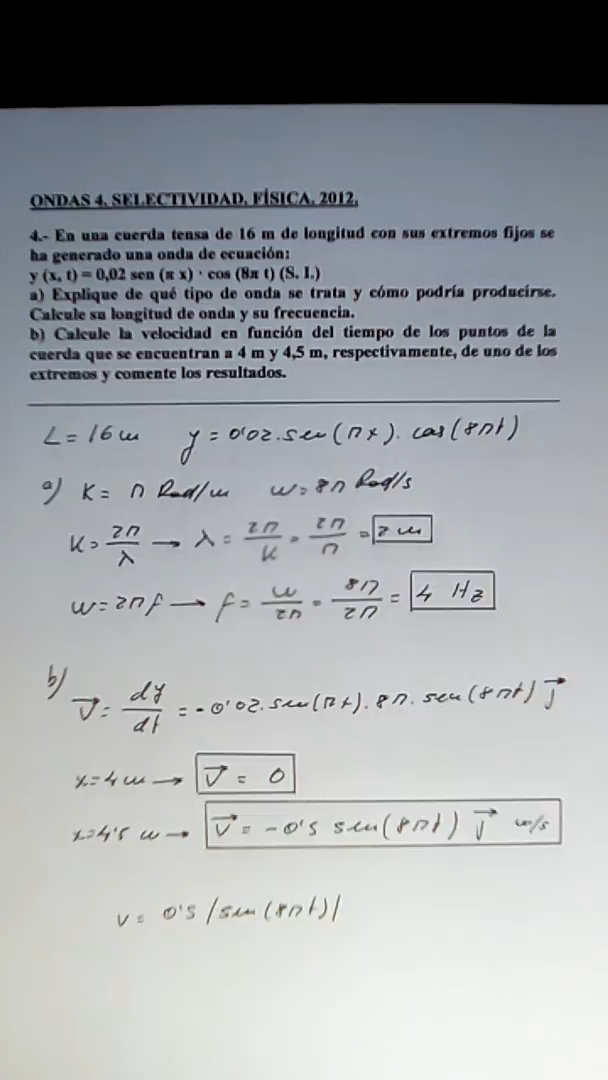 ONDAS 4. SELECTIVIDAD. FÍSICA. 2012.
4.- En una cuerda tensa de 16 m de longitud con sus extremos fijos se
ha generado una onda de ecuación:
y (x, t) = 0,02 sen (π x) · cos (8π t) (S. I.)
a) Explique de qué tipo de onda se trata y cómo podría producirse.
Calcule su longitud de onda y su frecuencia.
b) Calcule la velocidad en función del tiempo de los puntos de la
cuerda que se encuentran a 4 m y 4,5 m, respectivamente, de uno de los
extremos y comente los resultados.
L = 16 m y = 0'02 . sen (π x) . cos (8πt)
a) K = π Rad/m ω = 8π Rad/s
K = 2π/λ → λ = 2π/K = 2π/π = 2 m
ω = 2πf → f = ω/2π = 8π/2π = 4 Hz
b) v⃗ = dy/dt = -0'02 . sen(πx) . 8π . sen(8πt) j⃗
x = 4 m → v⃗ = 0
x = 4'5 m → v⃗ = -0'5 sen(8πt) j⃗ m/s
v = 0'5 |sen(8πt)|